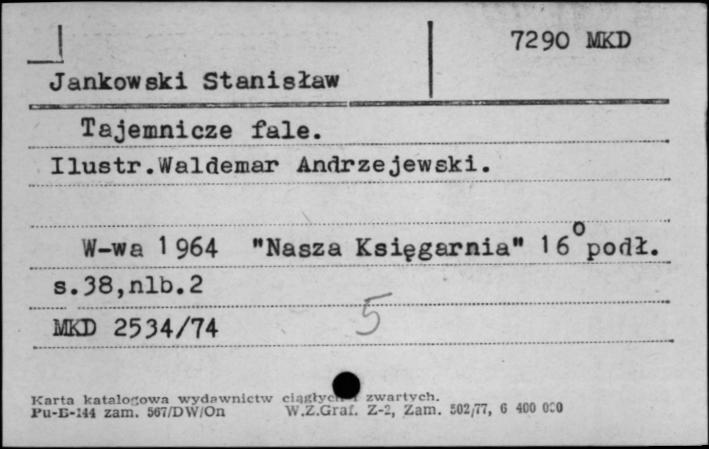 7290 MKD
Jankowski Stanisław
Tajemnicze fale.
Ilustr.Waldemar Andrzejewski.
W-wa 1964 "Nasza Księgarnia" 16° podł.
s.38,nlb.2
MKD 2534/74
5
Karta katalogowa wydawnictw ciągłych i zwartych.
Pu-B-144 zam. 567/DW/On W.Z.Graf. Z-2, Zam. 502/77, 6 400 000